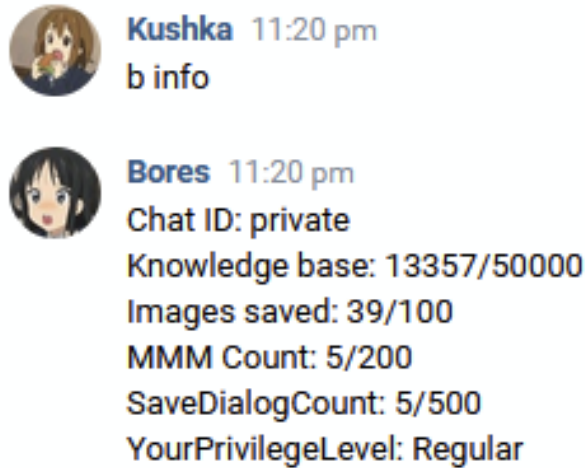 Kushka 11:20 pm
b info
Bores 11:20 pm
Chat ID: private
Knowledge base: 13357/50000
Images saved: 39/100
MMM Count: 5/200
SaveDialogCount: 5/500
YourPrivilegeLevel: Regular